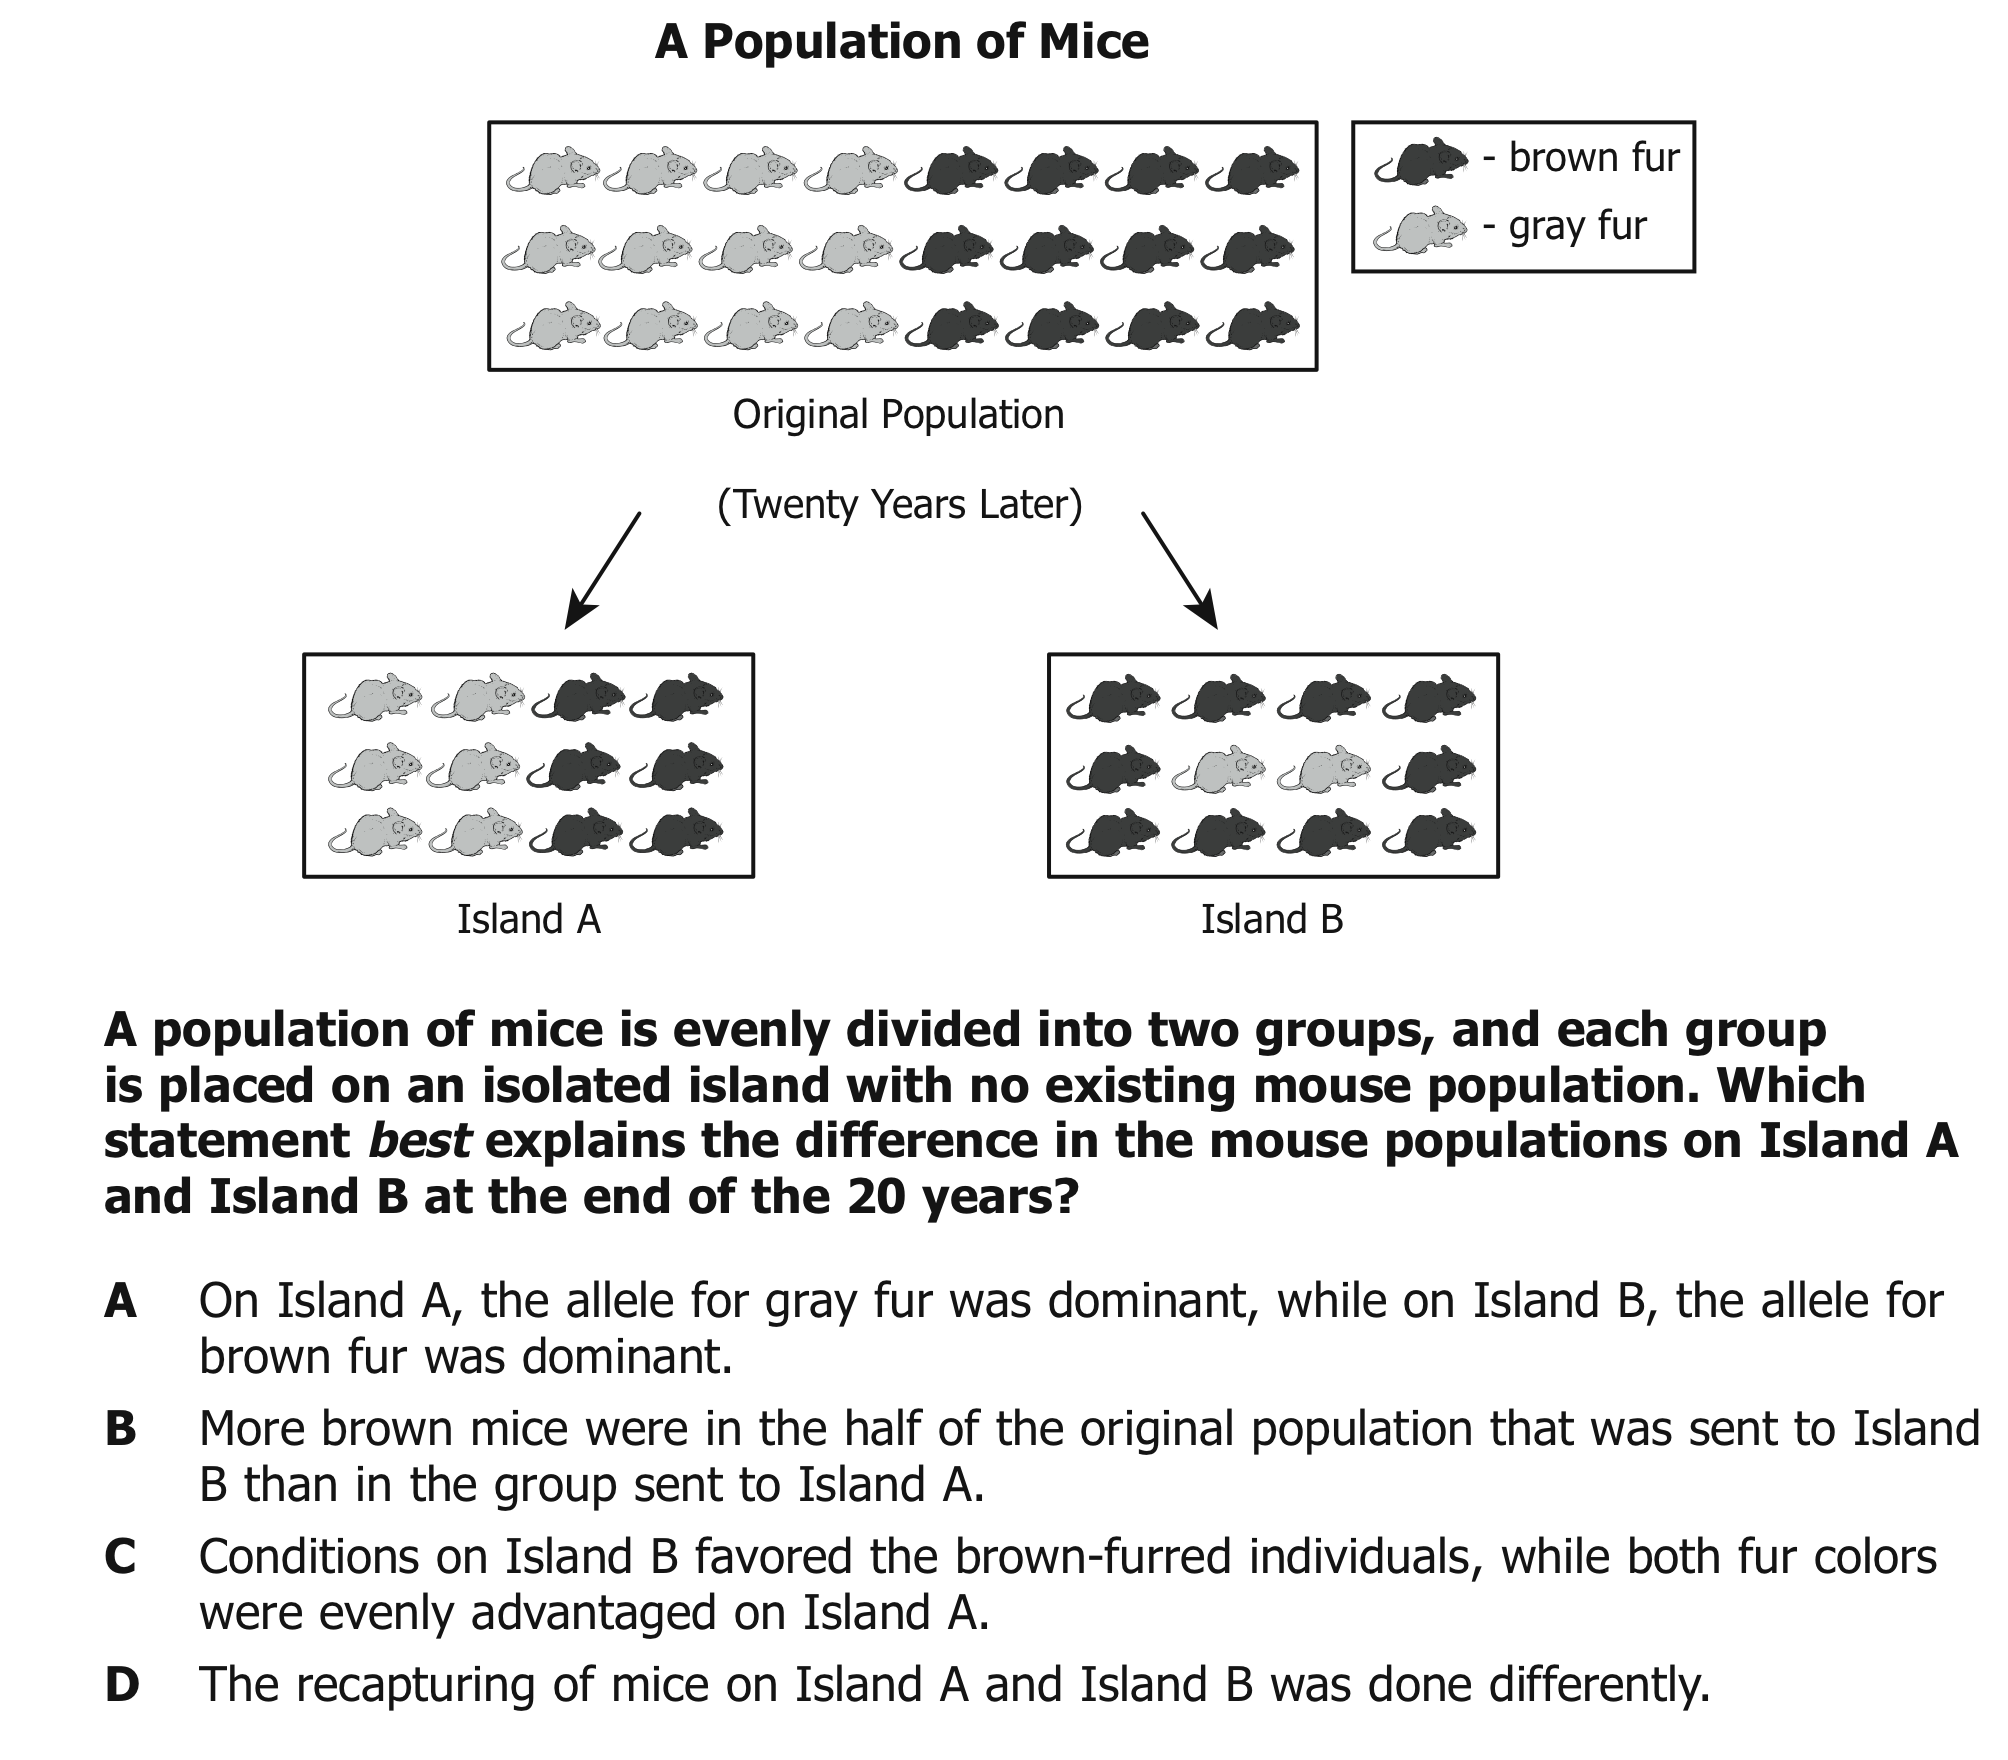 A Population of Mice
- brown fur
- gray fur
Original Population
(Twenty Years Later)
Island A
Island B
A population of mice is evenly divided into two groups, and each group
is placed on an isolated island with no existing mouse population. Which
statement best explains the difference in the mouse populations on Island A
and Island B at the end of the 20 years?
A On Island A, the allele for gray fur was dominant, while on Island B, the allele for
brown fur was dominant.
B More brown mice were in the half of the original population that was sent to Island
B than in the group sent to Island A.
C Conditions on Island B favored the brown-furred individuals, while both fur colors
were evenly advantaged on Island A.
D The recapturing of mice on Island A and Island B was done differently.